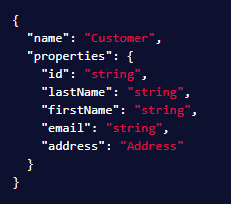 {
  "name": "Customer",
  "properties": {
    "id": "string",
    "lastName": "string",
    "firstName": "string",
    "email": "string",
    "address": "Address"
  }
}